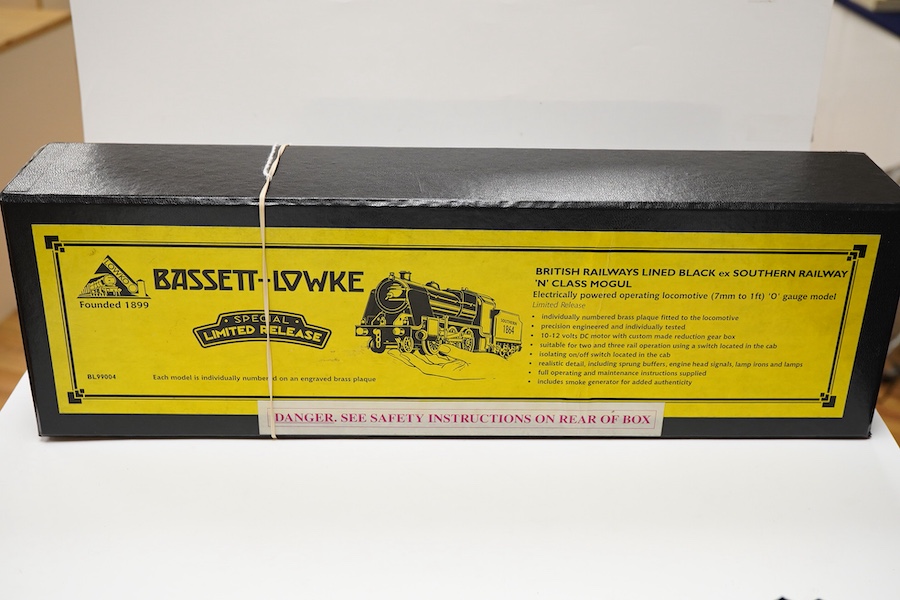 LOWKO
Founded 1899
BASSETT-LOWKE
SPECIAL
LIMITED RELEASE
BL99004
Each model is individually numbered on an engraved brass plaque
SOUTHERN
1864
BRITISH RAILWAYS LINED BLACK ex SOUTHERN RAILWAY
'N' CLASS MOGUL
Electrically powered operating locomotive (7mm to 1ft) 'O' gauge model
Limited Release
• individually numbered brass plaque fitted to the locomotive
• precision engineered and individually tested
• 10-12 volts DC motor with custom made reduction gear box
• suitable for two and three rail operation using a switch located in the cab
• isolating on/off switch located in the cab
• realistic detail, including sprung buffers, engine head signals, lamp irons and lamps
• full operating and maintenance instructions supplied
• includes smoke generator for added authenticity
DANGER. SEE SAFETY INSTRUCTIONS ON REAR OF BOX